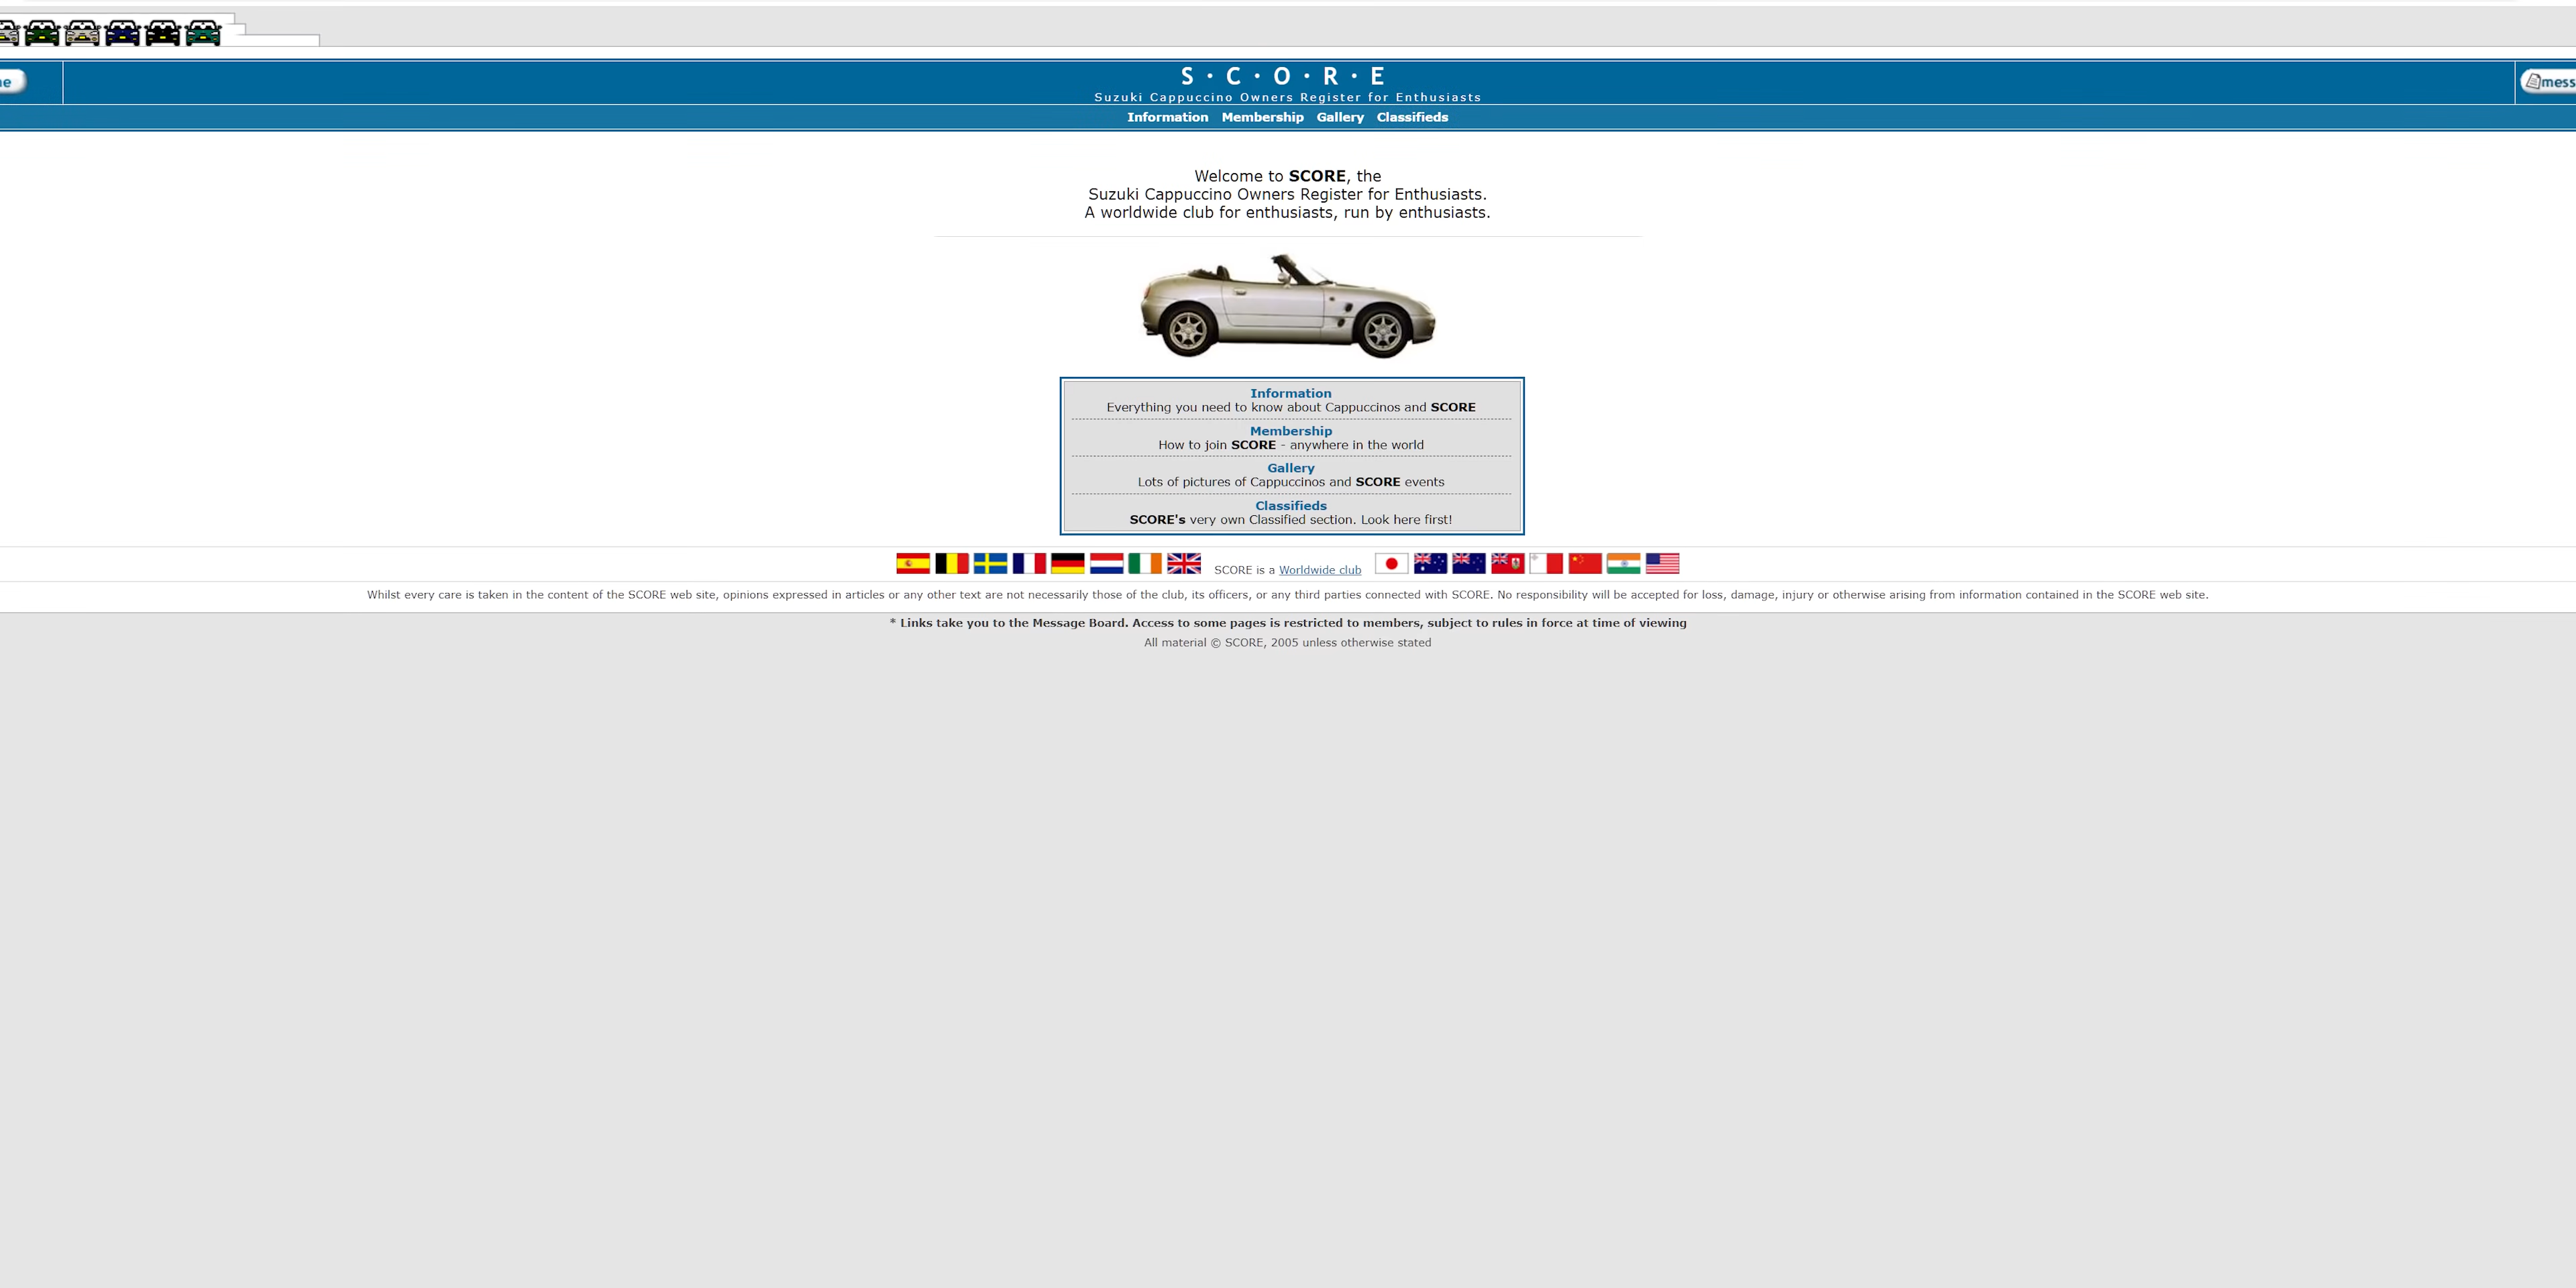 S · C · O · R · E
Suzuki Cappuccino Owners Register for Enthusiasts
Information Membership Gallery Classifieds
Welcome to SCORE, the
Suzuki Cappuccino Owners Register for Enthusiasts.
A worldwide club for enthusiasts, run by enthusiasts.
Information
Everything you need to know about Cappuccinos and SCORE
Membership
How to join SCORE - anywhere in the world
Gallery
Lots of pictures of Cappuccinos and SCORE events
Classifieds
SCORE's very own Classified section. Look here first!
SCORE is a Worldwide club
Whilst every care is taken in the content of the SCORE web site, opinions expressed in articles or any other text are not necessarily those of the club, its officers, or any third parties connected with SCORE. No responsibility will be accepted for loss, damage, injury or otherwise arising from information contained in the SCORE web site.
* Links take you to the Message Board. Access to some pages is restricted to members, subject to rules in force at time of viewing
All material © SCORE, 2005 unless otherwise stated